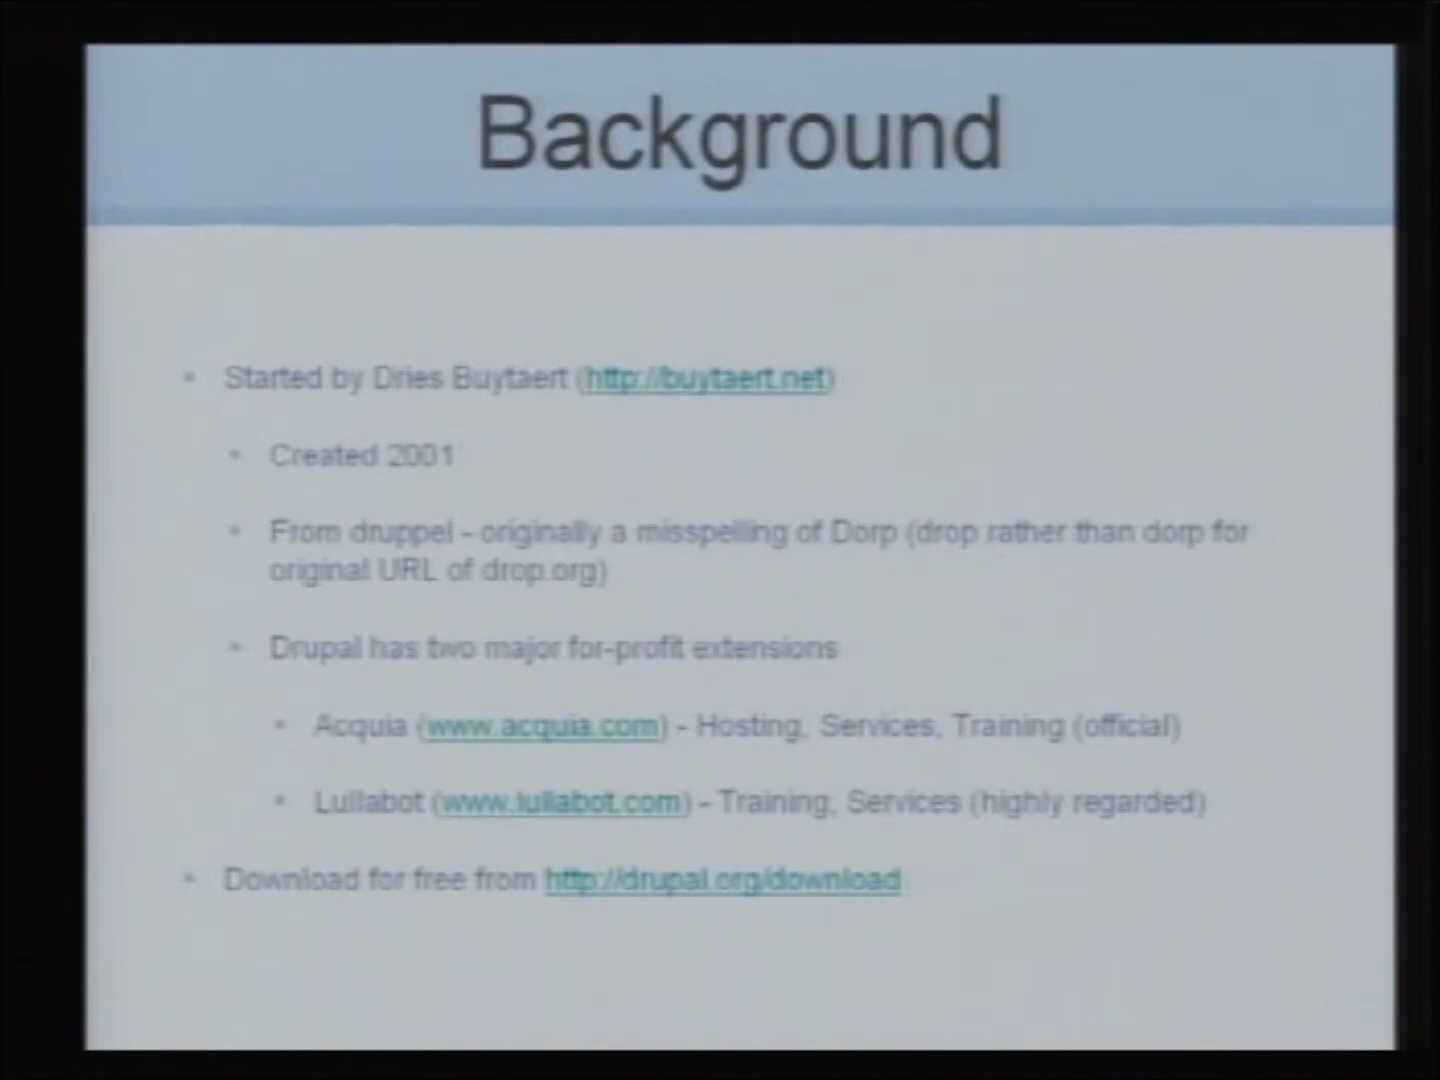 Background
• Started by Dries Buytaert (http://buytaert.net)
• Created 2001
• From druppel - originally a misspelling of Dorp (drop rather than dorp for
original URL of drop.org)
• Drupal has two major for-profit extensions
• Acquia (www.acquia.com) - Hosting, Services, Training (official)
• Lullabot (www.lullabot.com) - Training, Services (highly regarded)
• Download for free from http://drupal.org/download